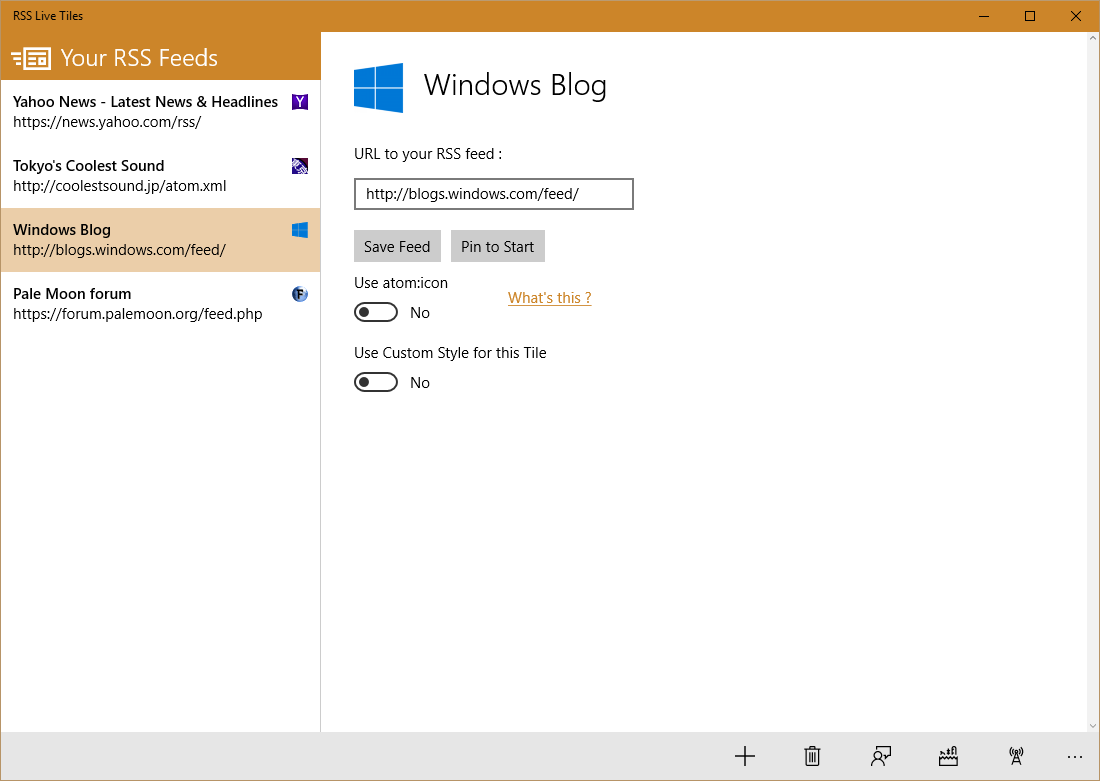 RSS Live Tiles
Your RSS Feeds
Yahoo News - Latest News & Headlines
https://news.yahoo.com/rss/
Tokyo's Coolest Sound
http://coolestsound.jp/atom.xml
Windows Blog
http://blogs.windows.com/feed/
Pale Moon forum
https://forum.palemoon.org/feed.php
Windows Blog
URL to your RSS feed :
http://blogs.windows.com/feed/
Save Feed Pin to Start
Use atom:icon
What's this ?
No
Use Custom Style for this Tile
No